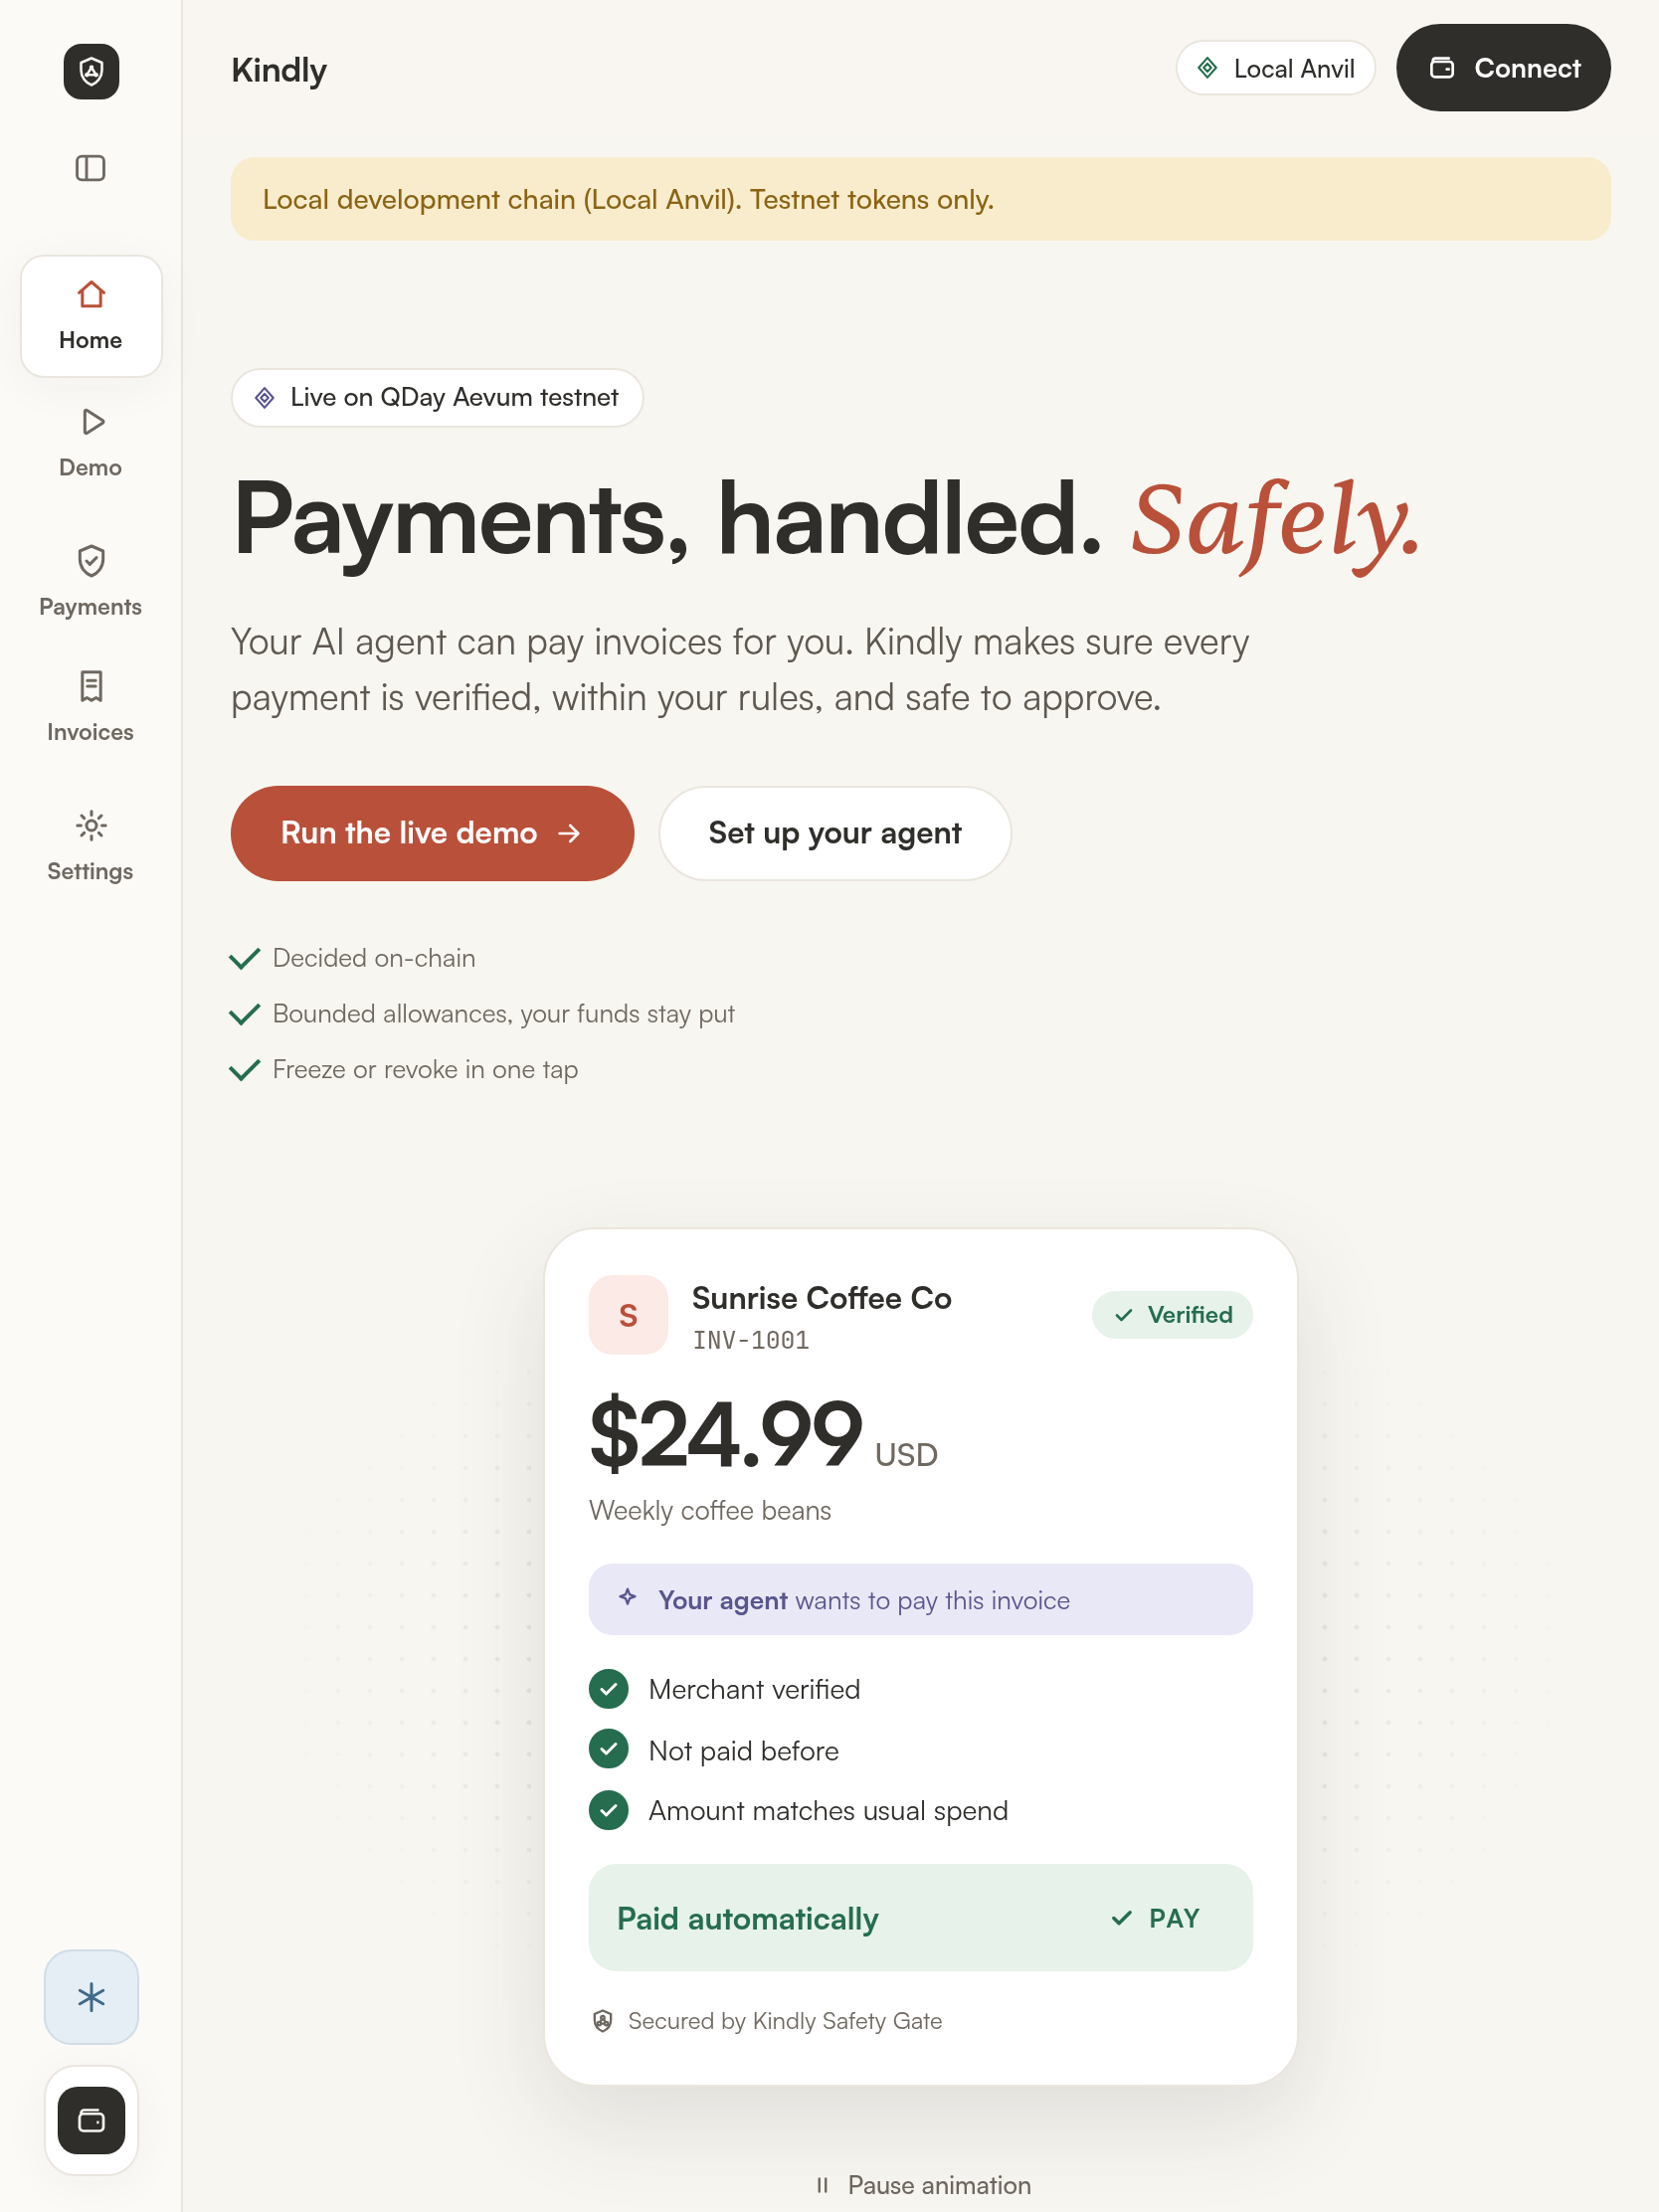 Kindly
Local Anvil
Connect
Local development chain (Local Anvil). Testnet tokens only.
Home
Demo
Payments
Invoices
Settings
Live on QDay Aevum testnet
Payments, handled. Safely.
Your AI agent can pay invoices for you. Kindly makes sure every
payment is verified, within your rules, and safe to approve.
Run the live demo
Set up your agent
Decided on-chain
Bounded allowances, your funds stay put
Freeze or revoke in one tap
S
Sunrise Coffee Co
INV-1001
Verified
$24.99 USD
Weekly coffee beans
Your agent wants to pay this invoice
Merchant verified
Not paid before
Amount matches usual spend
Paid automatically
PAY
Secured by Kindly Safety Gate
Pause animation